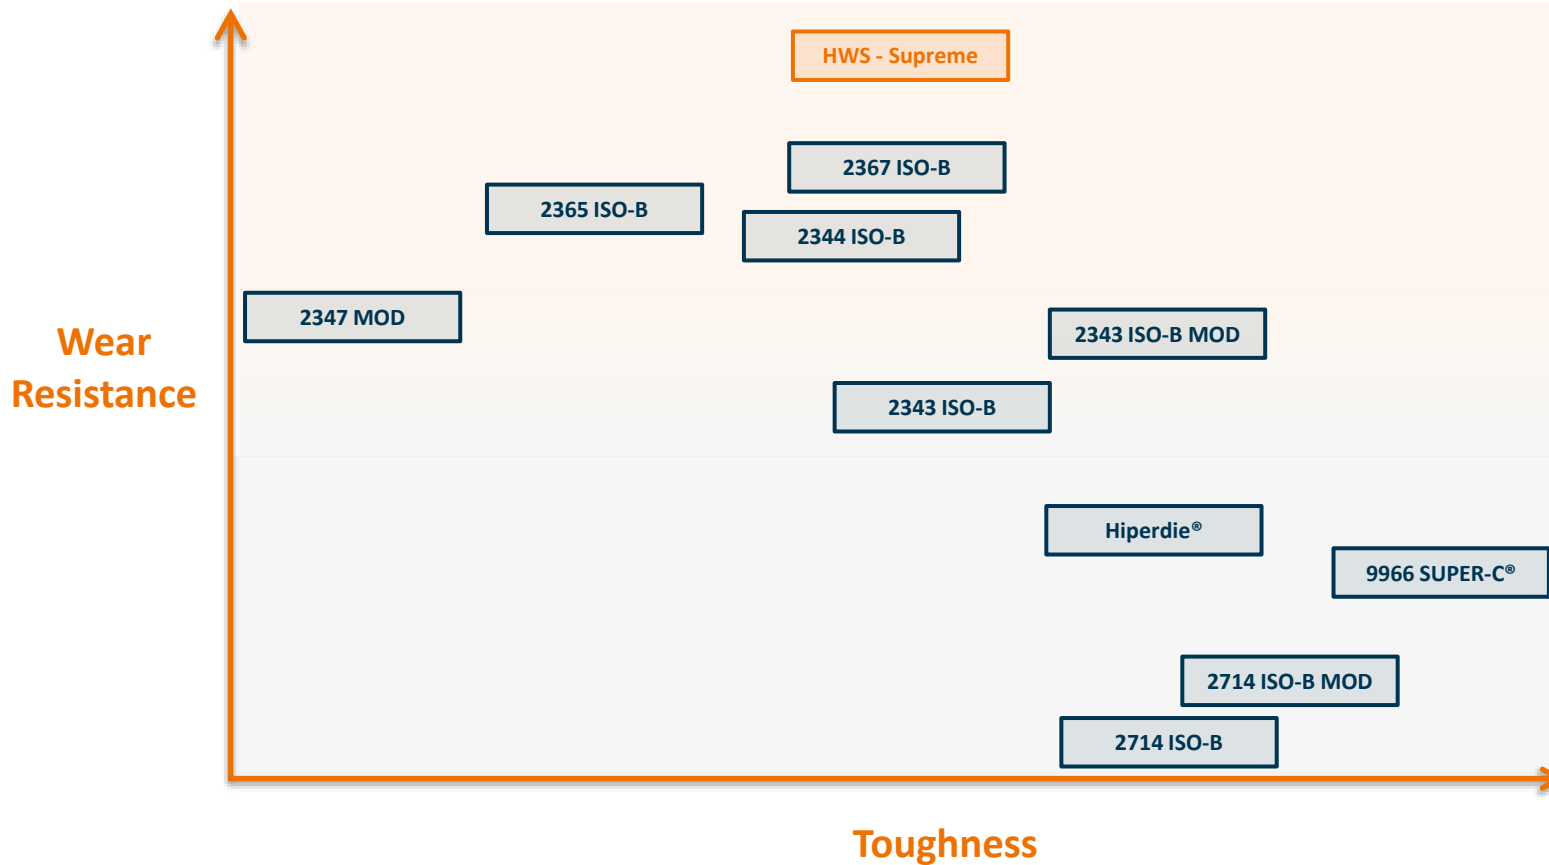 HWS - Supreme
2367 ISO-B
2365 ISO-B
2344 ISO-B
2347 MOD
2343 ISO-B MOD
Wear
Resistance
2343 ISO-B
Hiperdie®
9966 SUPER-C®
2714 ISO-B MOD
2714 ISO-B
Toughness